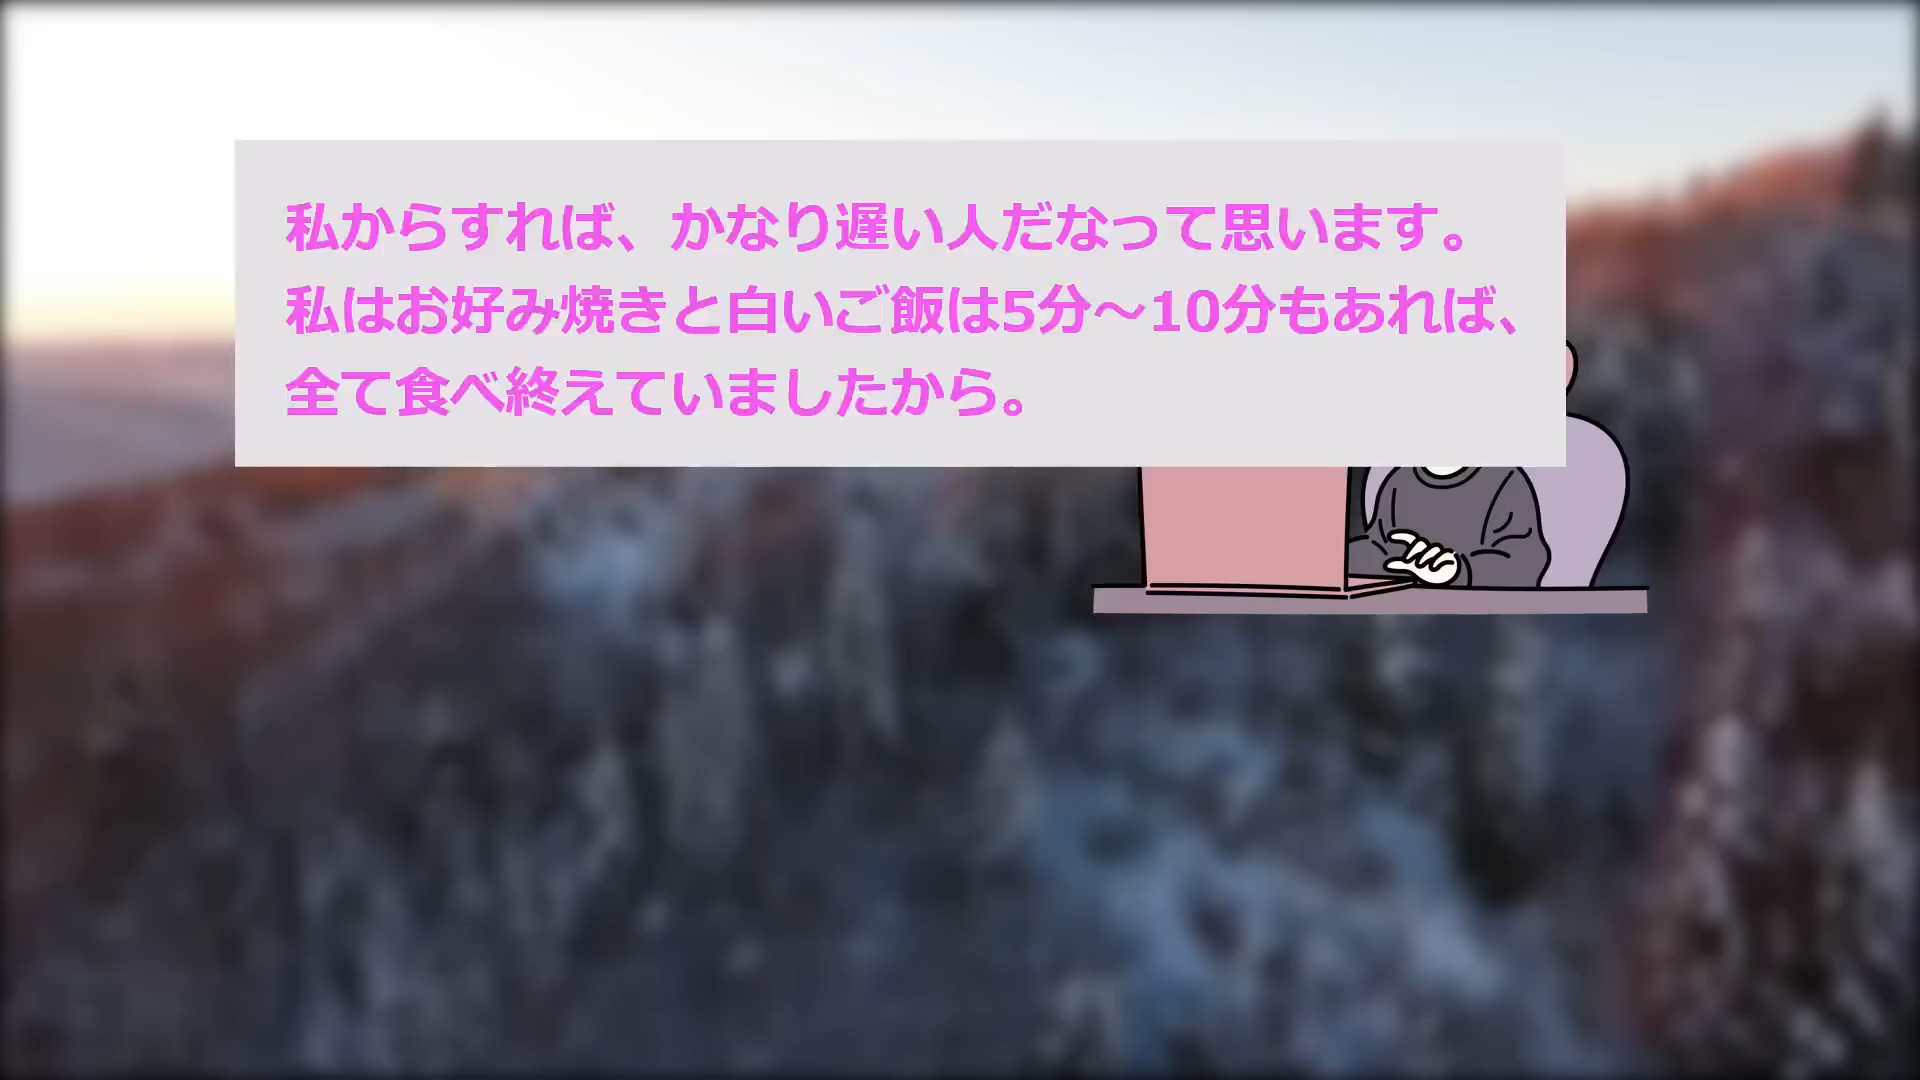 私からすれば、かなり遅い人だなって思います。
私はお好み焼きと白いご飯は5分～10分もあれば、
全て食べ終えていましたから。